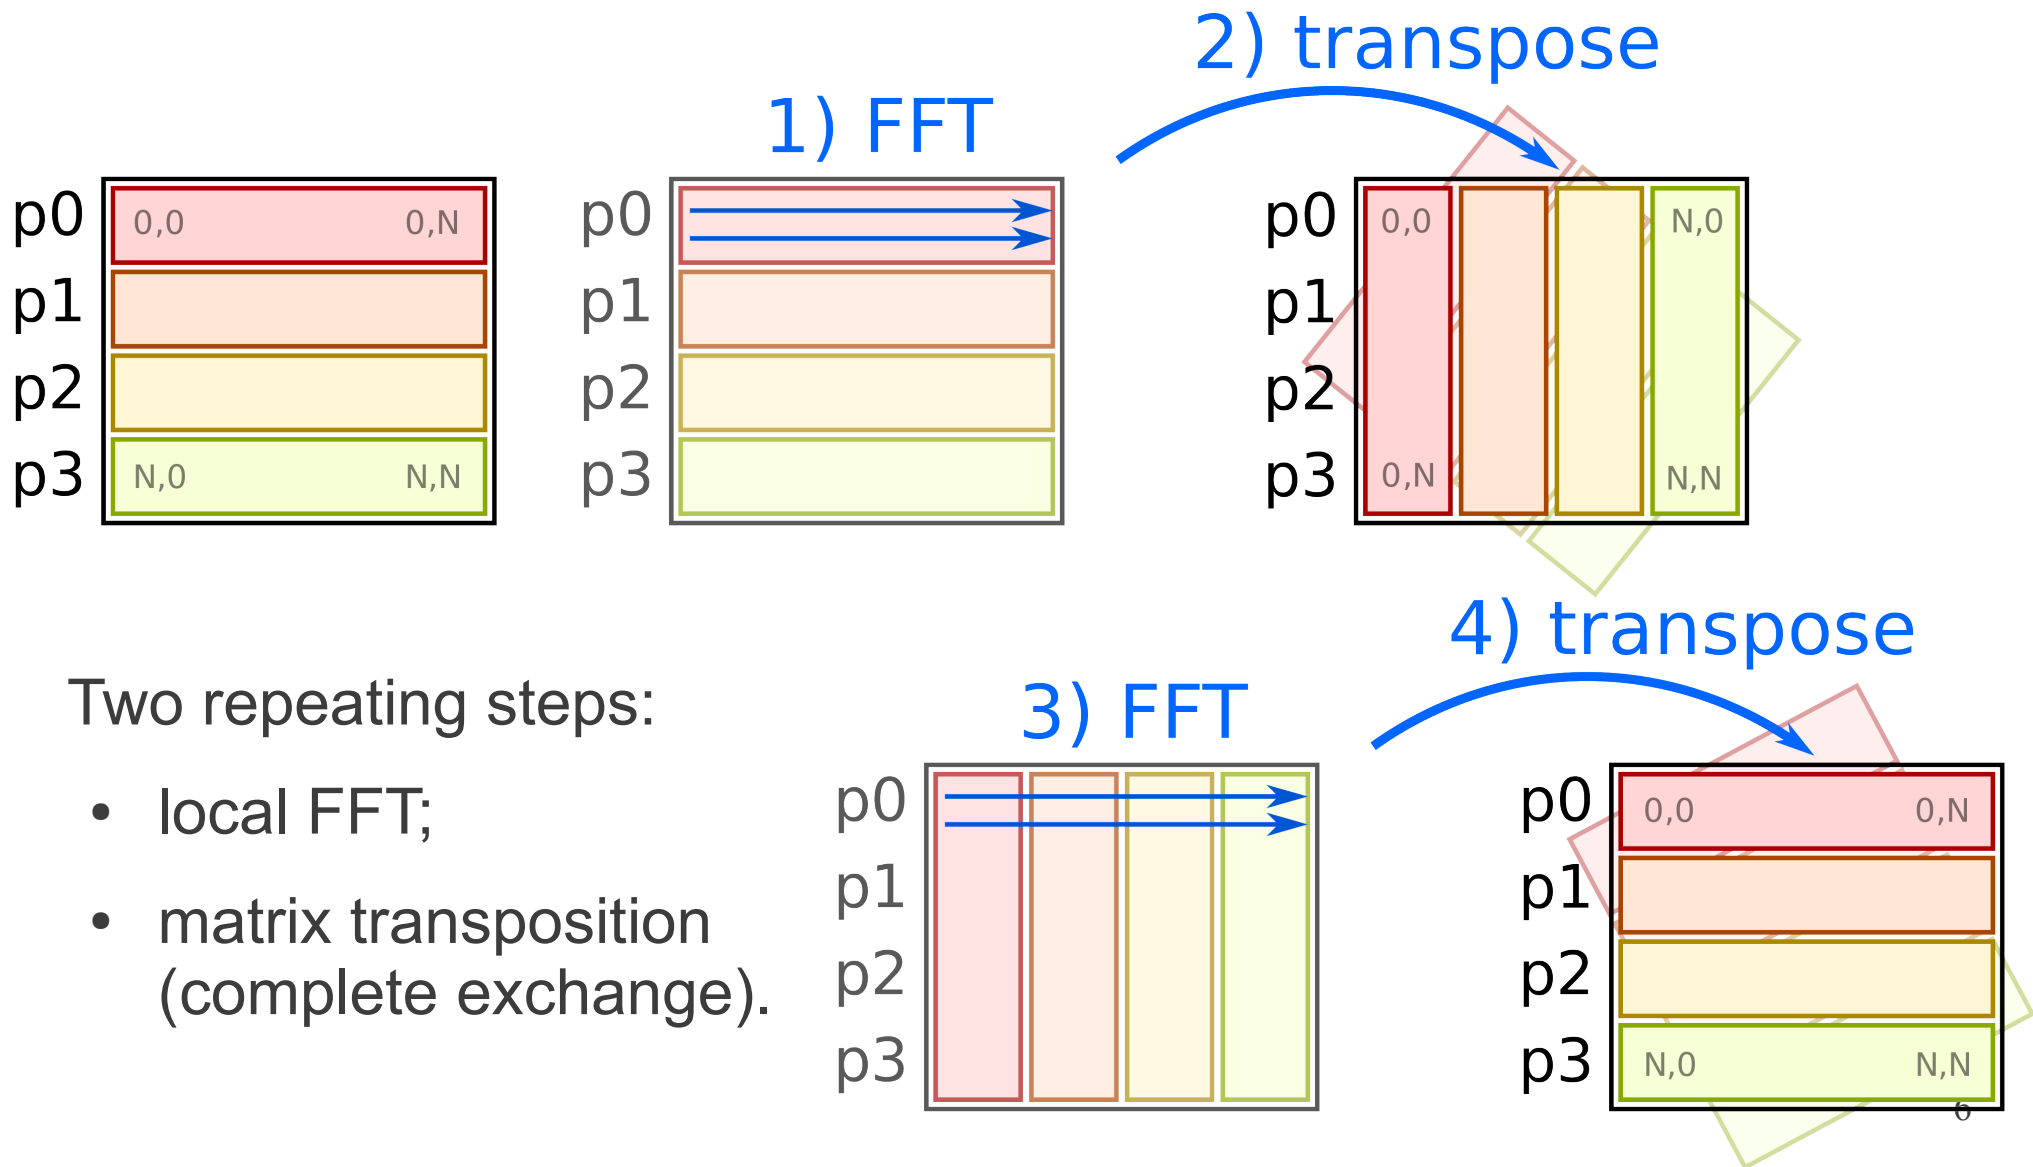 2) transpose
1) FFT
p0 0,0 0,N
p1
p2
p3 N,0 N,N
p0
p1
p2
p3
p0 0,0 N,0
p1
p2
p3 0,N N,N
4) transpose
Two repeating steps:
• local FFT;
• matrix transposition
(complete exchange).
3) FFT
p0
p1
p2
p3
p0 0,0 0,N
p1
p2
p3 N,0 N,N
6